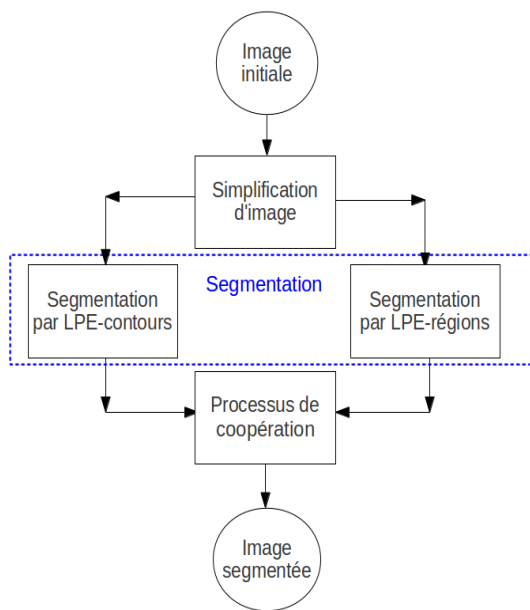 Image
initiale
Simplification
d'image
Segmentation
Segmentation
par LPE-contours
Segmentation
par LPE-régions
Processus de
coopération
Image
segmentée